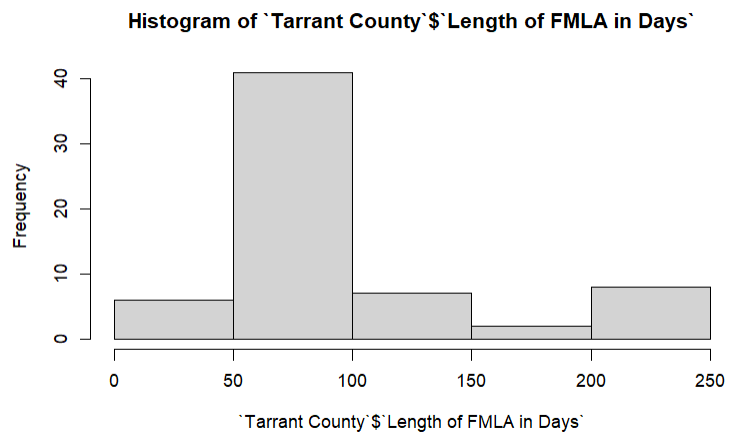 Histogram of `Tarrant County`$`Length of FMLA in Days`
Frequency
40
30
20
10
0
0 50 100 150 200 250
`Tarrant County`$`Length of FMLA in Days`